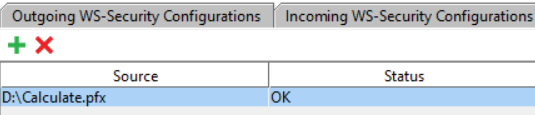 Outgoing WS-Security Configurations Incoming WS-Security Configurations
Source Status
D:\Calculate.pfx OK